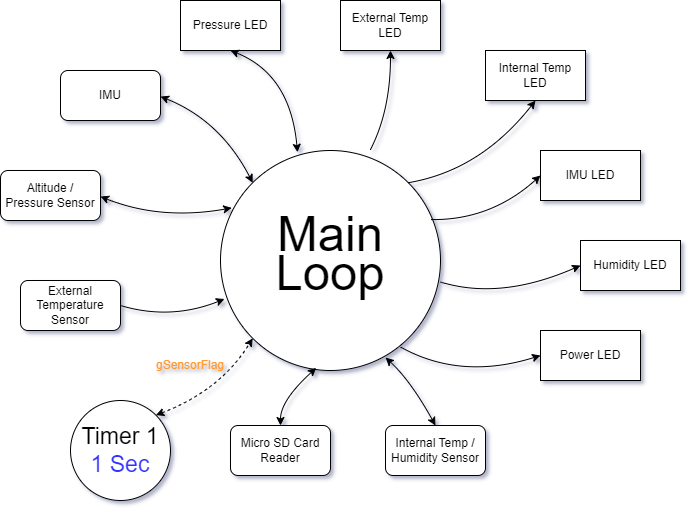 Pressure LED
External Temp
LED
Internal Temp
LED
IMU
IMU LED
Altitude /
Pressure Sensor
Main
Loop
Humidity LED
External
Temperature
Sensor
Power LED
gSensorFlag
Timer 1
1 Sec
Micro SD Card
Reader
Internal Temp /
Humidity Sensor